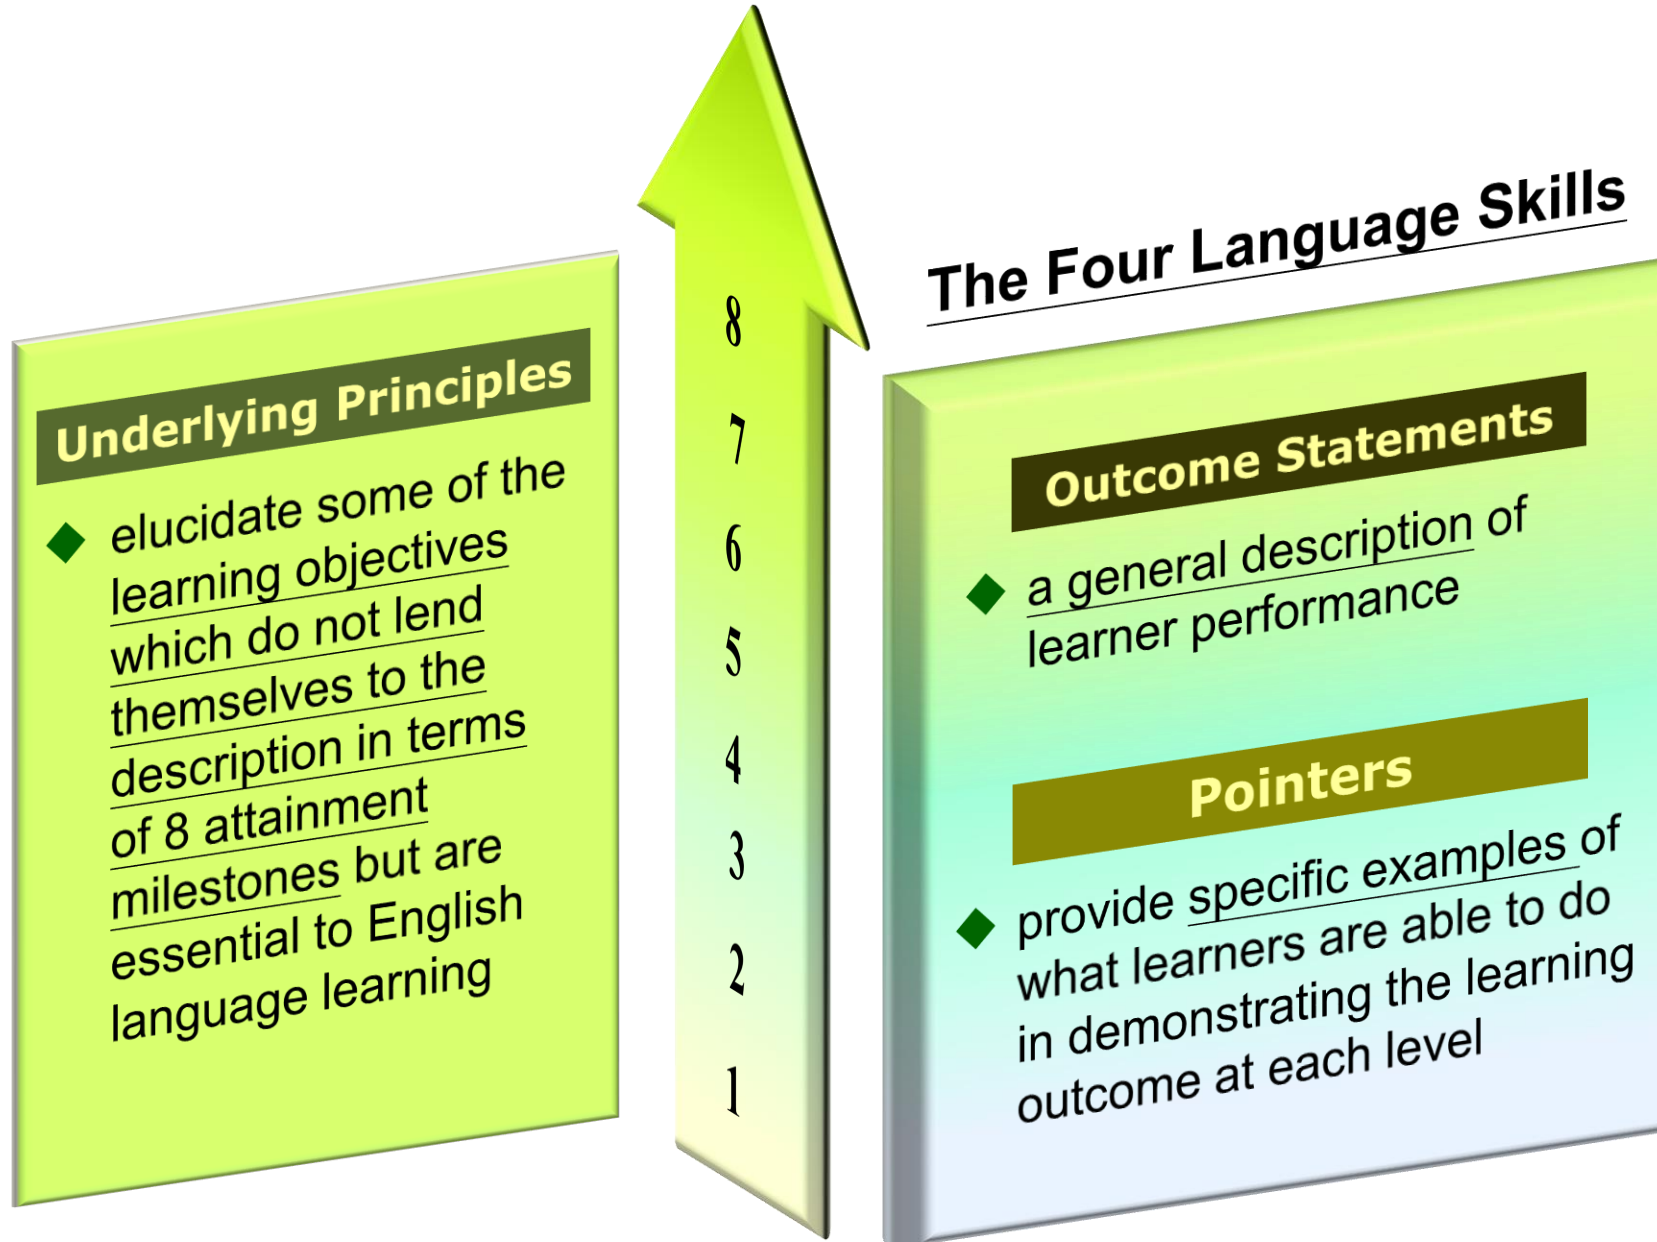 Underlying Principles
elucidate some of the
learning objectives
which do not lend
themselves to the
description in terms
of 8 attainment
milestones but are
essential to English
language learning
8
7
6
5
4
3
2
1
The Four Language Skills
Outcome Statements
a general description of
learner performance
Pointers
provide specific examples of
what learners are able to do
in demonstrating the learning
outcome at each level